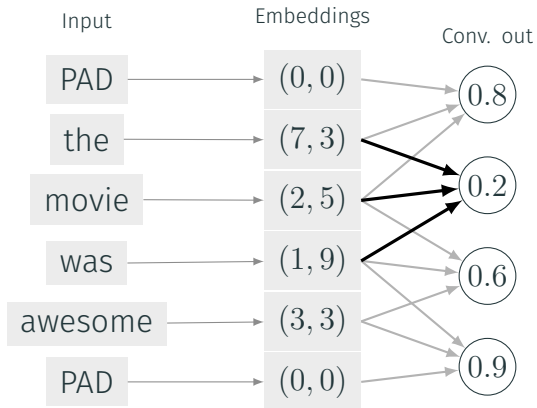 Input
Embeddings
Conv. out
PAD
(0, 0)
0.8
the
(7, 3)
0.2
movie
(2, 5)
was
(1, 9)
0.6
awesome
(3, 3)
0.9
PAD
(0, 0)